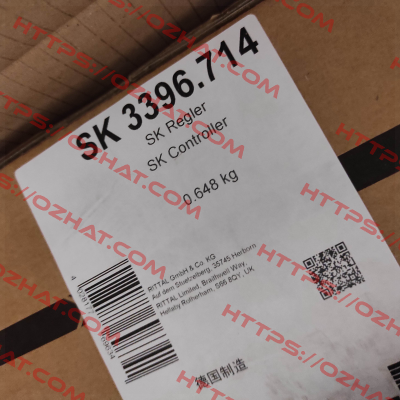 SK 3396.714
SK Regler
SK Controller
0.648 kg
RITTAL GmbH & Co. KG
Auf dem Stuetzelberg, 35745 Herborn
RITTAL Limited, Braithwell Way,
Hellaby Rotherham, S66 8QY, UK
德国制造
HTTPS://OZHAT.COM